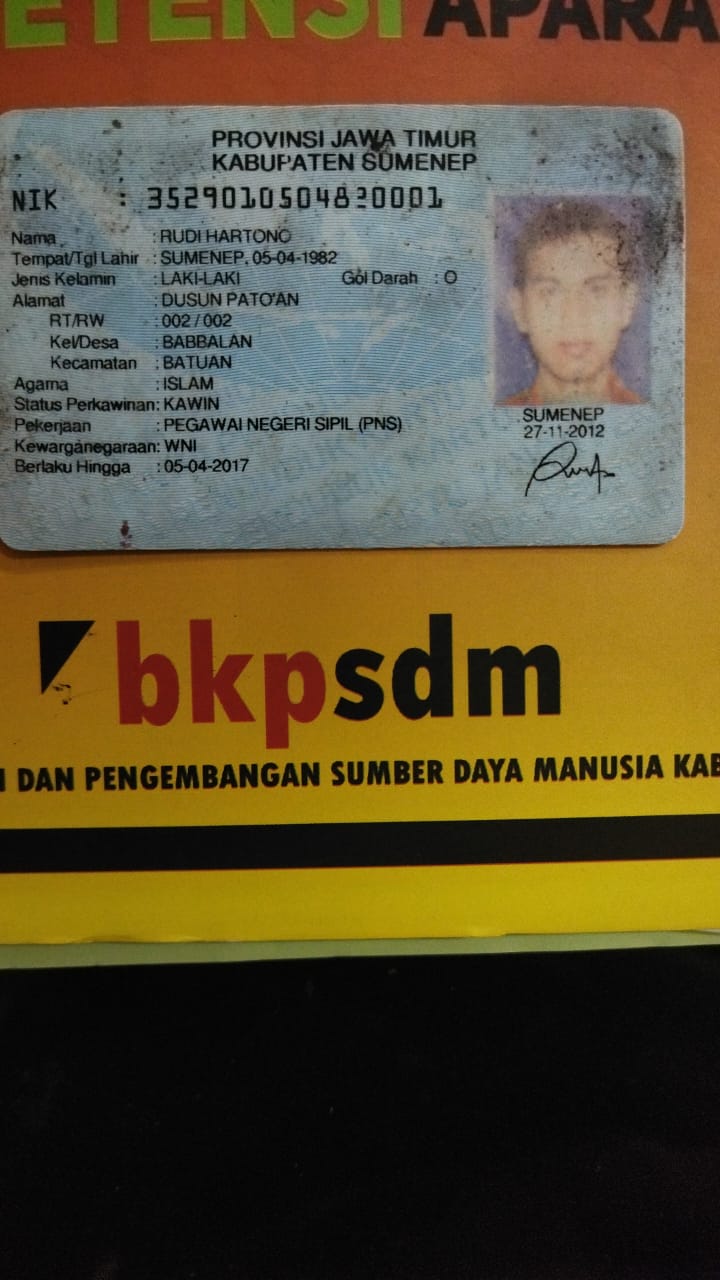 ETENSI APARA
PROVINSI JAWA TIMUR
KABUPATEN SUMENEP
NIK : 3529010504820001
Nama : RUDI HARTONO
Tempat/Tgl Lahir : SUMENEP, 05-04-1982
Jenis Kelamin : LAKI-LAKI Gol Darah : O
Alamat : DUSUN PATO'AN
RT/RW : 002 / 002
Kel/Desa : BABBALAN
Kecamatan : BATUAN
Agama : ISLAM
Status Perkawinan: KAWIN
Pekerjaan : PEGAWAI NEGERI SIPIL (PNS)
Kewarganegaraan: WNI
Berlaku Hingga : 05-04-2017
SUMENEP
27-11-2012
bkpsdm
DAN PENGEMBANGAN SUMBER DAYA MANUSIA KAB